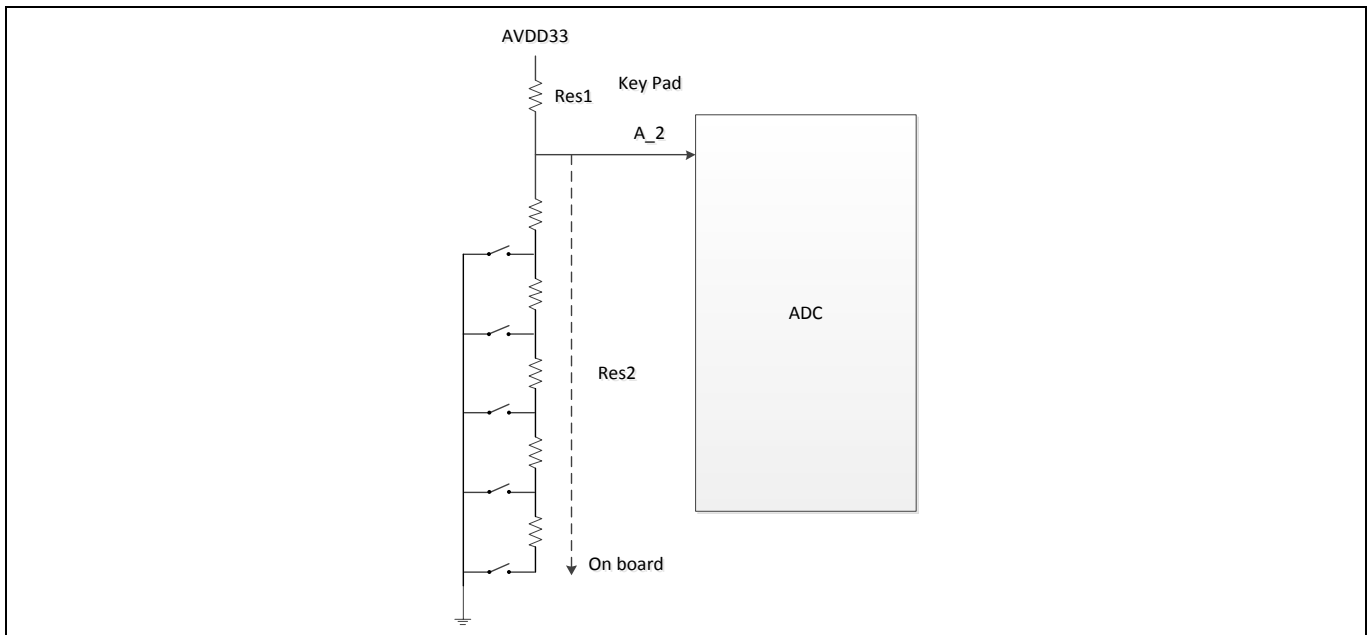 AVDD33
Res1
Key Pad
A_2
ADC
Res2
On board